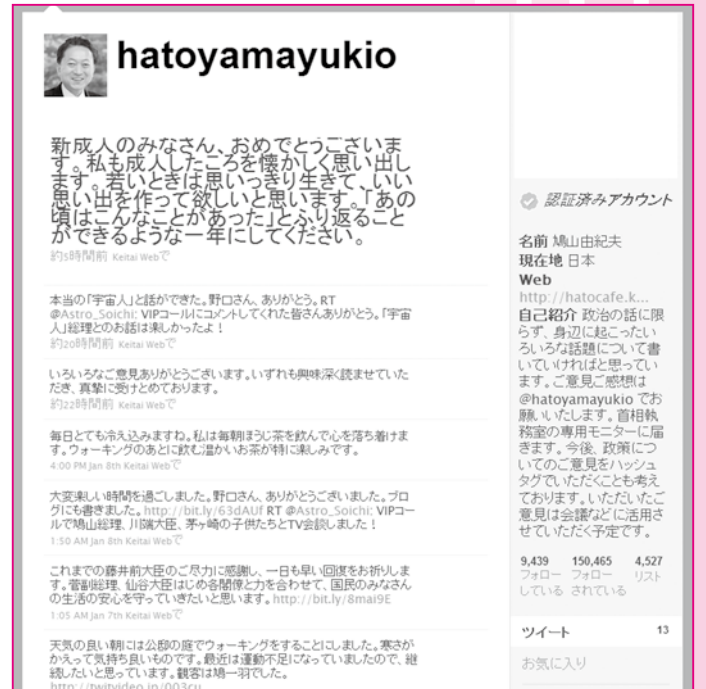 hatoyamayukio
新成人のみなさん、おめでとうございま
す。私も成人したころを懐かしく思い出し
ます。若いときは思いっきり生きて、いい
思い出を作って欲しいと思います。「あの
頃はこんなことがあった」とふり返ること
ができるような一年にしてください。
約5時間前 Keitai Webで
本当の「宇宙人」と話ができた。野口さん、ありがとう。RT
@Astro_Soichi: VIPコールにコメントしてくれた皆さんありがとう。「宇宙
人」総理とのお話は楽しかったよ！
約20時間前 Keitai Webで
いろいろなご意見ありがとうございます。いずれも興味深く読ませていた
だき、真摯に受けとめております。
約22時間前 Keitai Webで
毎日とても冷え込みますね。私は毎朝ほうじ茶を飲んで心を落ち着けま
す。ウォーキングのあとに飲む温かいお茶が特に楽しみです。
4:00 PM Jan 8th Keitai Webで
大変楽しい時間を過ごしました。野口さん、ありがとうございました。ブロ
グにも書きました。http://bit.ly/63dAUf RT @Astro_Soichi: VIPコー
ルで鳩山総理、川端大臣、茅ヶ崎の子供たちとTV会談しました！
1:50 AM Jan 8th Keitai Webで
これまでの藤井前大臣のご尽力に感謝し、一日も早い回復をお祈りしま
す。菅副総理、仙谷大臣はじめ各閣僚と力を合わせて、国民のみなさん
の生活の安心を守っていきたいと思います。http://bit.ly/8mai9E
1:05 AM Jan 7th Keitai Webで
天気の良い朝には公邸の庭でウォーキングをすることにしました。寒さが
かえって気持ち良いものです。最近は運動不足になっていましたので、継
続したいと思っています。観客は鳩一羽でした。
http://twitvideo.jp/003cu
認証済みアカウント
名前 鳩山由紀夫
現在地 日本
Web
http://hatocafe.k...
自己紹介 政治の話に限
らず、身辺に起こったい
ろいろな話題について書
いていければと思ってい
ます。ご意見ご感想は
@hatoyamayukio でお
願いいたします。首相執
務室の専用モニターに届
きます。今後、政策につ
いてのご意見をハッシュ
タグでいただくことも考え
ております。いただいたご
意見は会議などに活用さ
せていただく予定です。
9,439 150,465 4,527
フォロー フォロー リスト
している されている
ツイート 13
お気に入り